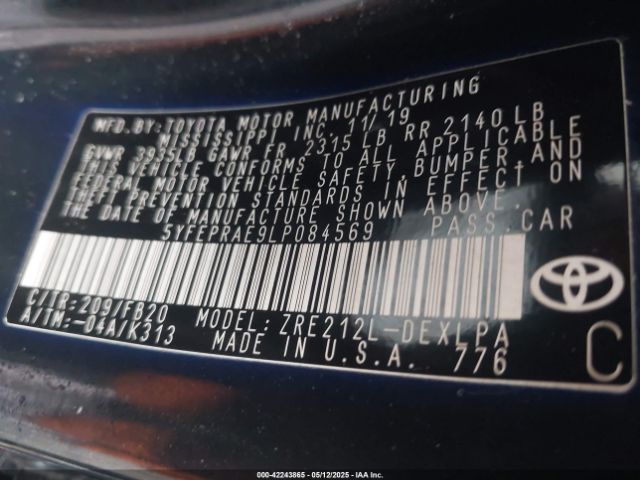 MFD.BY:TOYOTA MOTOR MANUFACTURING
MISSISSIPPI INC. 11/19
GVWR 3935LB GAWR FR 2315 LB RR 2140 LB
THIS VEHICLE CONFORMS TO ALL APPLICABLE
FEDERAL MOTOR VEHICLE SAFETY,BUMPER,AND
THEFT PREVENTION STANDARDS IN EFFECT ON
THE DATE OF MANUFACTURE SHOWN ABOVE.
5YFEPRAE9LP084569 PASS.CAR
C/TR:209/FB20 MODEL: ZRE212L-DEXLPA
A/TM:-04A/K313 MADE IN U.S.A. 776
C
000-42243865 - 05/12/2025 - IAA Inc.